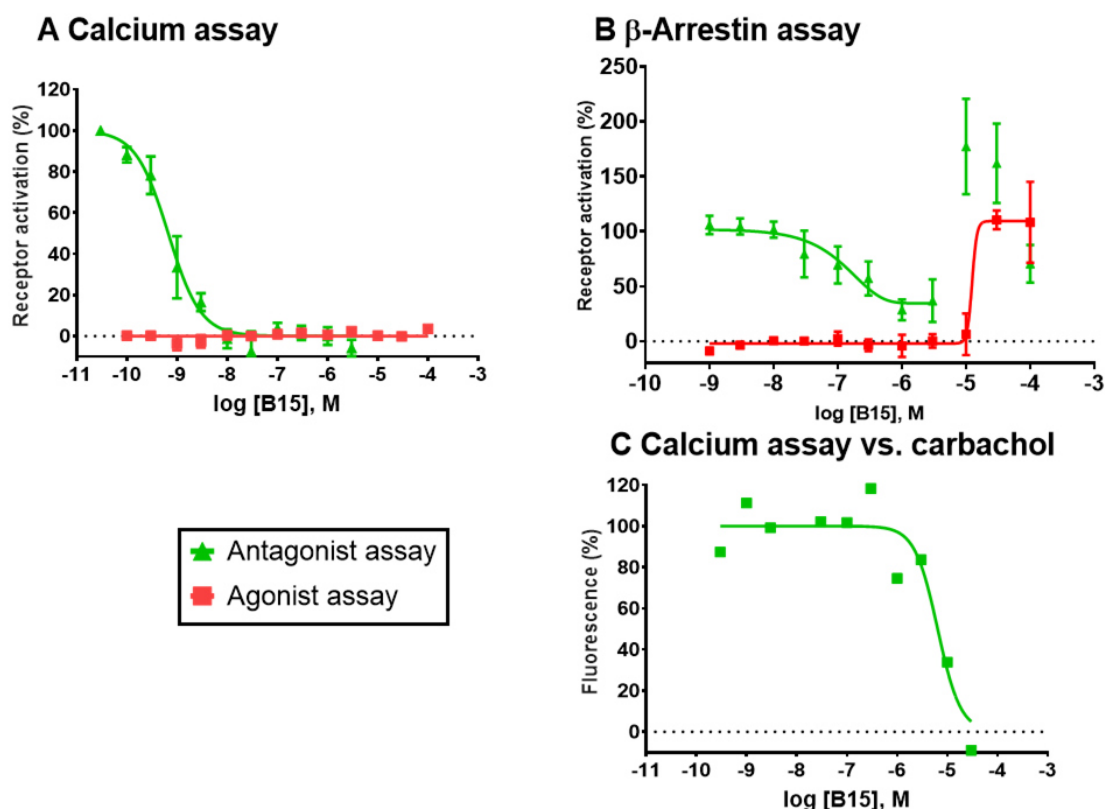 A Calcium assay
Receptor activation (%)
120
100
80
60
40
20
0
-11 -10 -9 -8 -7 -6 -5 -4 -3
log [B15], M
B β-Arrestin assay
Receptor activation (%)
250
200
150
100
50
0
-10 -9 -8 -7 -6 -5 -4 -3
log [B15], M
Antagonist assay
Agonist assay
C Calcium assay vs. carbachol
Fluorescence (%)
120
100
80
60
40
20
0
-11 -10 -9 -8 -7 -6 -5 -4 -3
log [B15], M